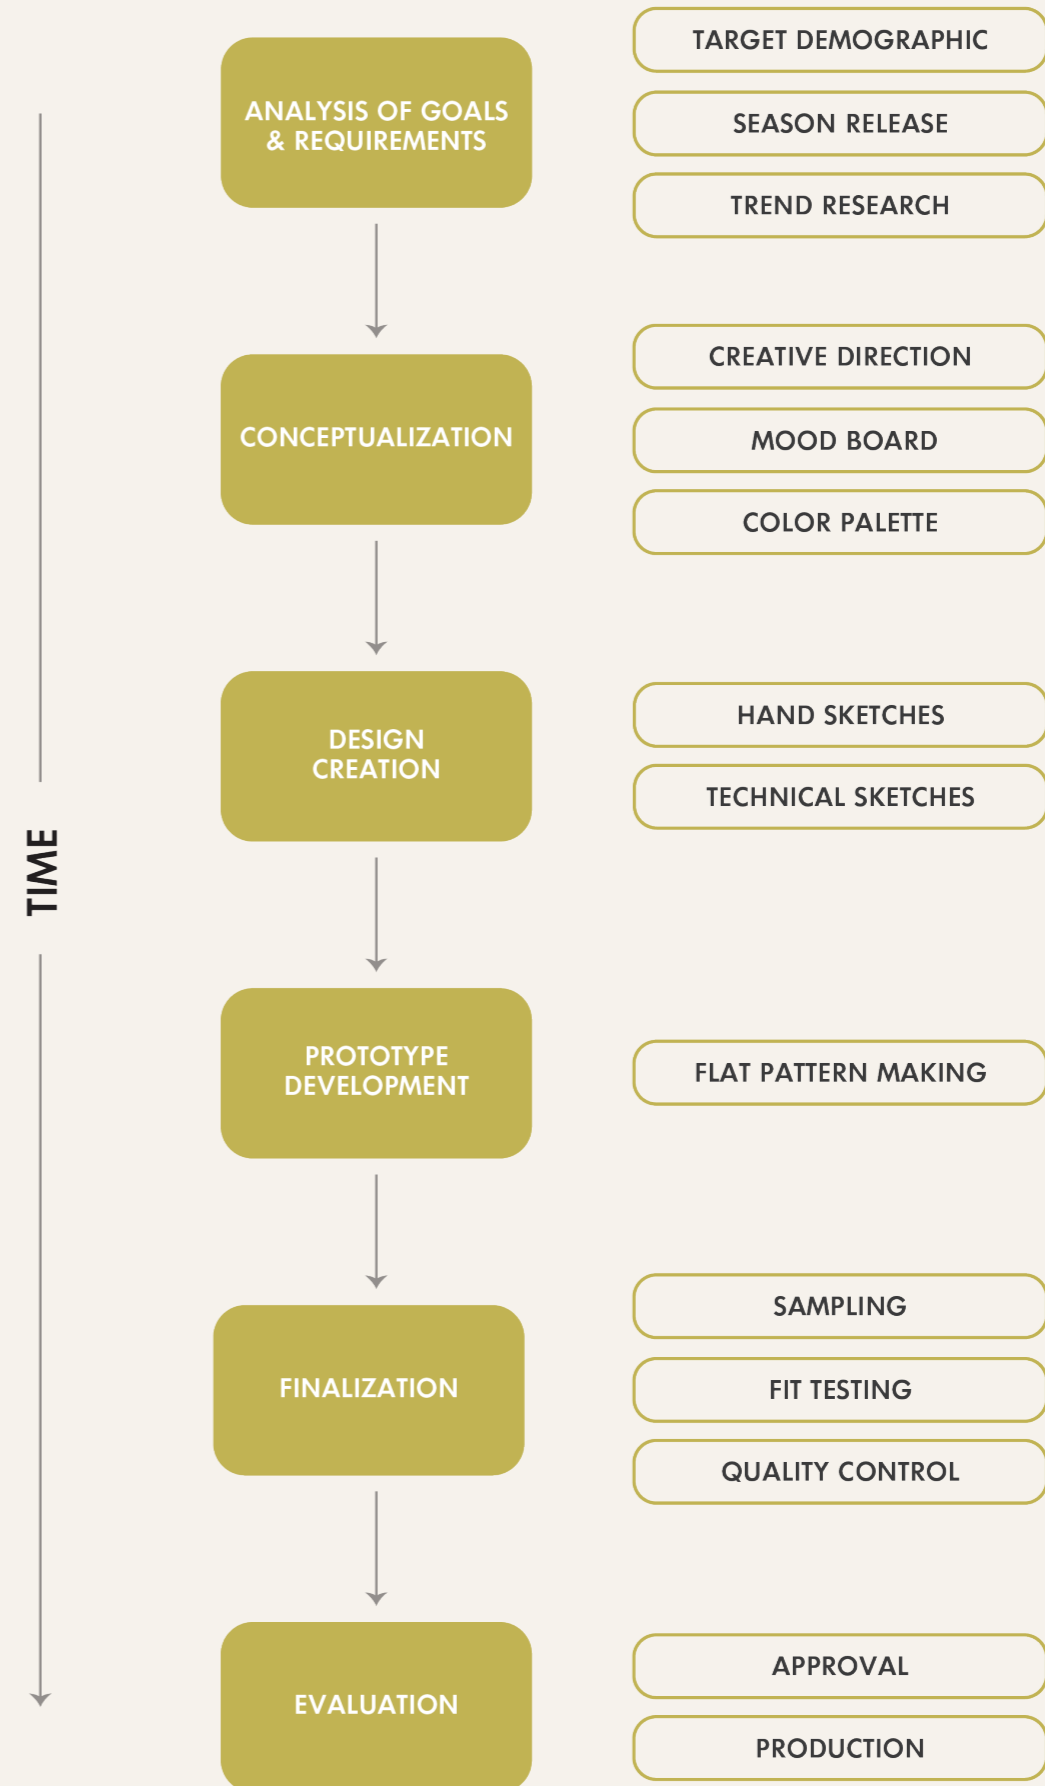 TARGET DEMOGRAPHIC
ANALYSIS OF GOALS
& REQUIREMENTS
SEASON RELEASE
TREND RESEARCH
CONCEPTUALIZATION
CREATIVE DIRECTION
MOOD BOARD
COLOR PALETTE
DESIGN
CREATION
HAND SKETCHES
TECHNICAL SKETCHES
TIME
PROTOTYPE
DEVELOPMENT
FLAT PATTERN MAKING
FINALIZATION
SAMPLING
FIT TESTING
QUALITY CONTROL
EVALUATION
APPROVAL
PRODUCTION